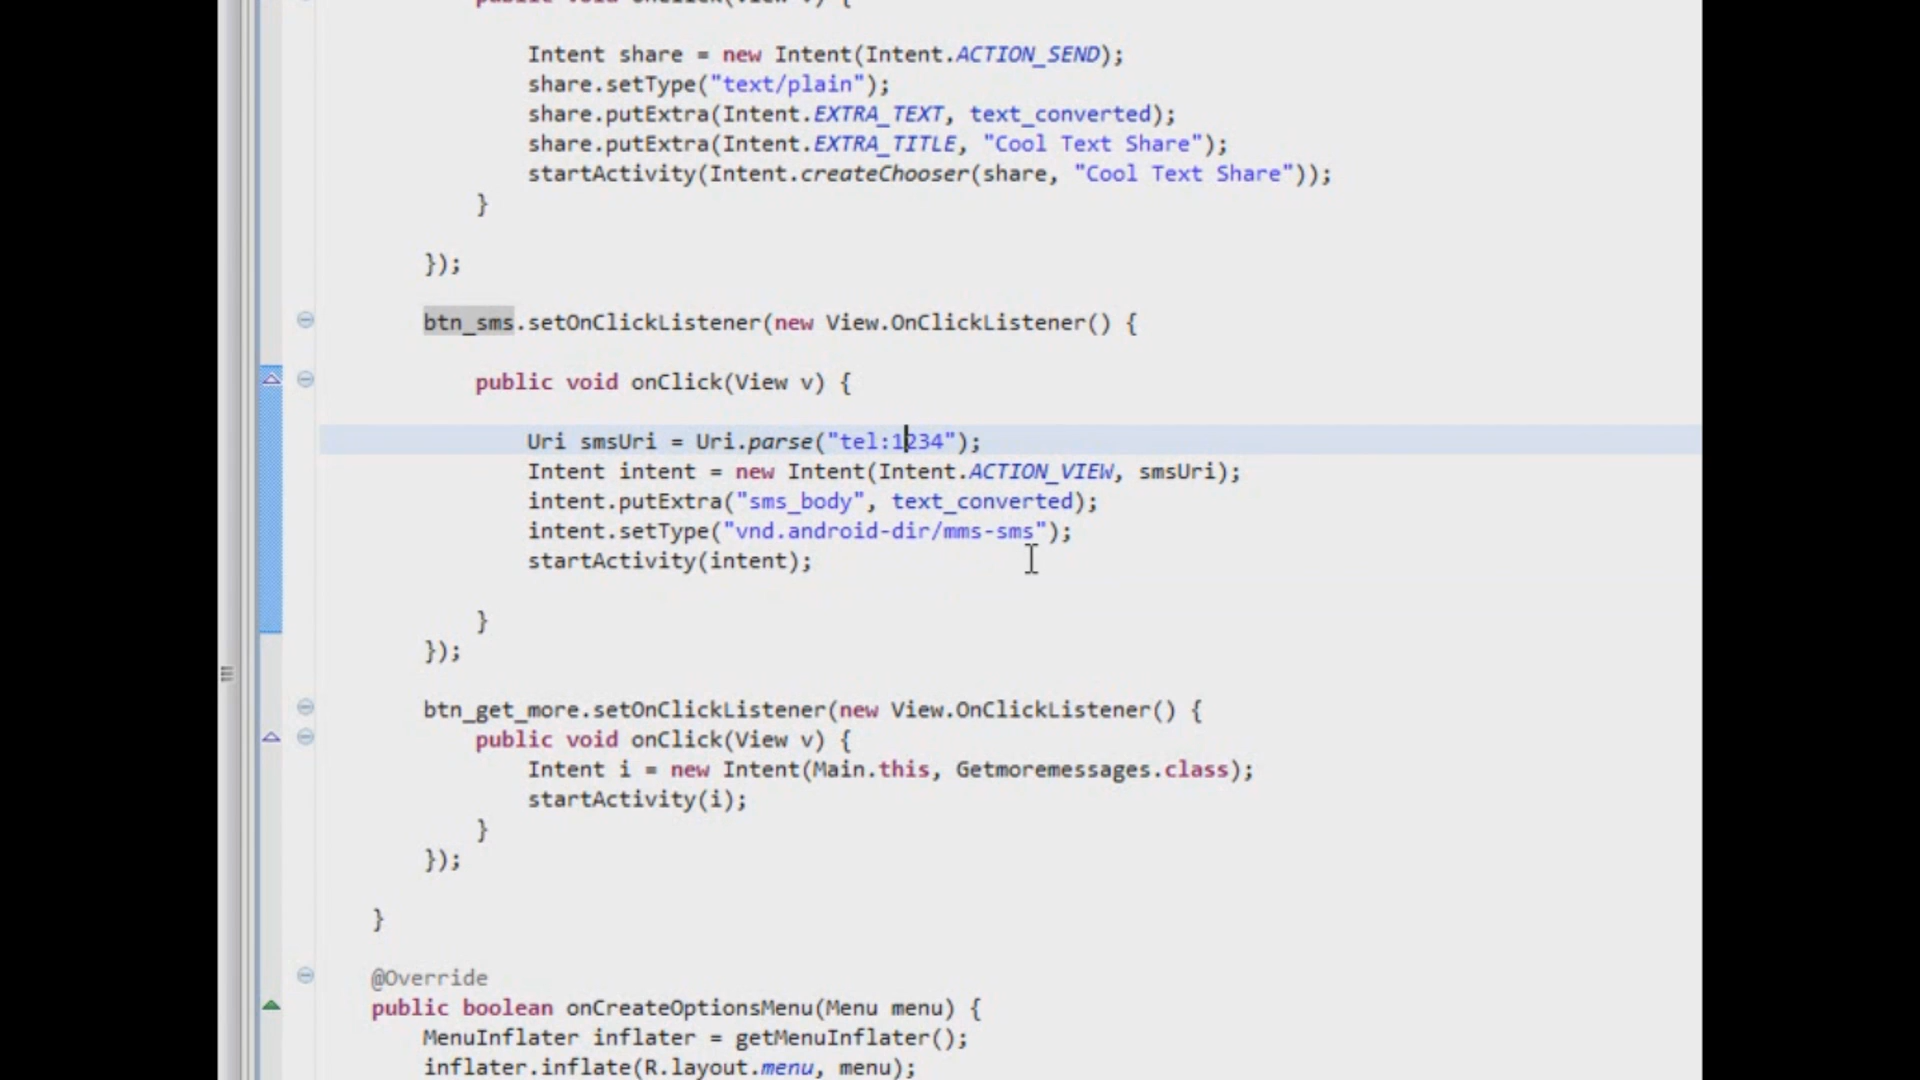 public void onClick(View v) {
Intent share = new Intent(Intent.ACTION_SEND);
share.setType("text/plain");
share.putExtra(Intent.EXTRA_TEXT, text_converted);
share.putExtra(Intent.EXTRA_TITLE, "Cool Text Share");
startActivity(Intent.createChooser(share, "Cool Text Share"));
}
});
btn_sms.setOnClickListener(new View.OnClickListener() {
public void onClick(View v) {
Uri smsUri = Uri.parse("tel:1234");
Intent intent = new Intent(Intent.ACTION_VIEW, smsUri);
intent.putExtra("sms_body", text_converted);
intent.setType("vnd.android-dir/mms-sms");
startActivity(intent);
}
});
btn_get_more.setOnClickListener(new View.OnClickListener() {
public void onClick(View v) {
Intent i = new Intent(Main.this, Getmoremessages.class);
startActivity(i);
}
});
}
@Override
public boolean onCreateOptionsMenu(Menu menu) {
MenuInflater inflater = getMenuInflater();
inflater.inflate(R.layout.menu, menu);